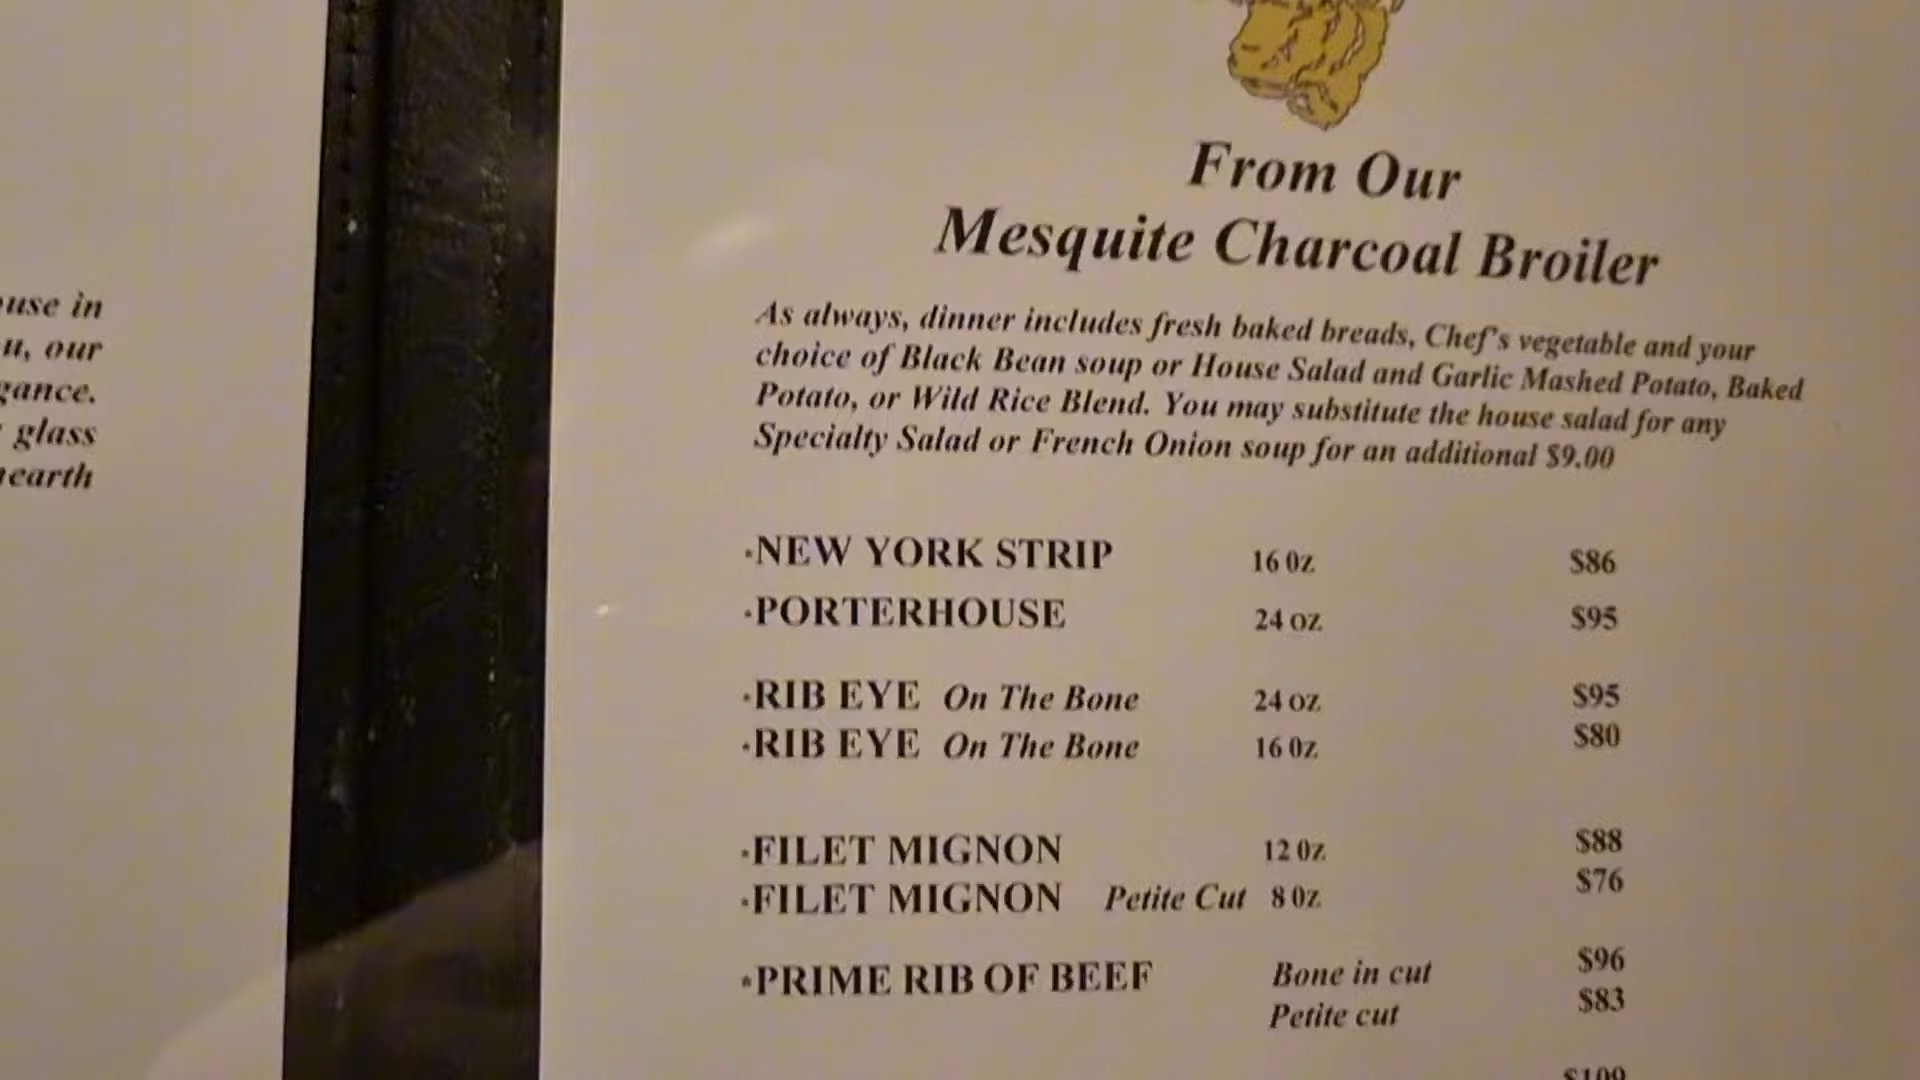 use in
u, our
gance.
glass
earth
From Our
Mesquite Charcoal Broiler
As always, dinner includes fresh baked breads, Chef's vegetable and your
choice of Black Bean soup or House Salad and Garlic Mashed Potato, Baked
Potato, or Wild Rice Blend. You may substitute the house salad for any
Specialty Salad or French Onion soup for an additional $9.00
*NEW YORK STRIP 16 0Z $86
*PORTERHOUSE 24 OZ $95
*RIB EYE On The Bone 24 OZ $95
*RIB EYE On The Bone 16 0Z $80
*FILET MIGNON 12 0Z $88
*FILET MIGNON Petite Cut 8 0Z $76
*PRIME RIB OF BEEF Bone in cut $96
Petite cut $83
$109